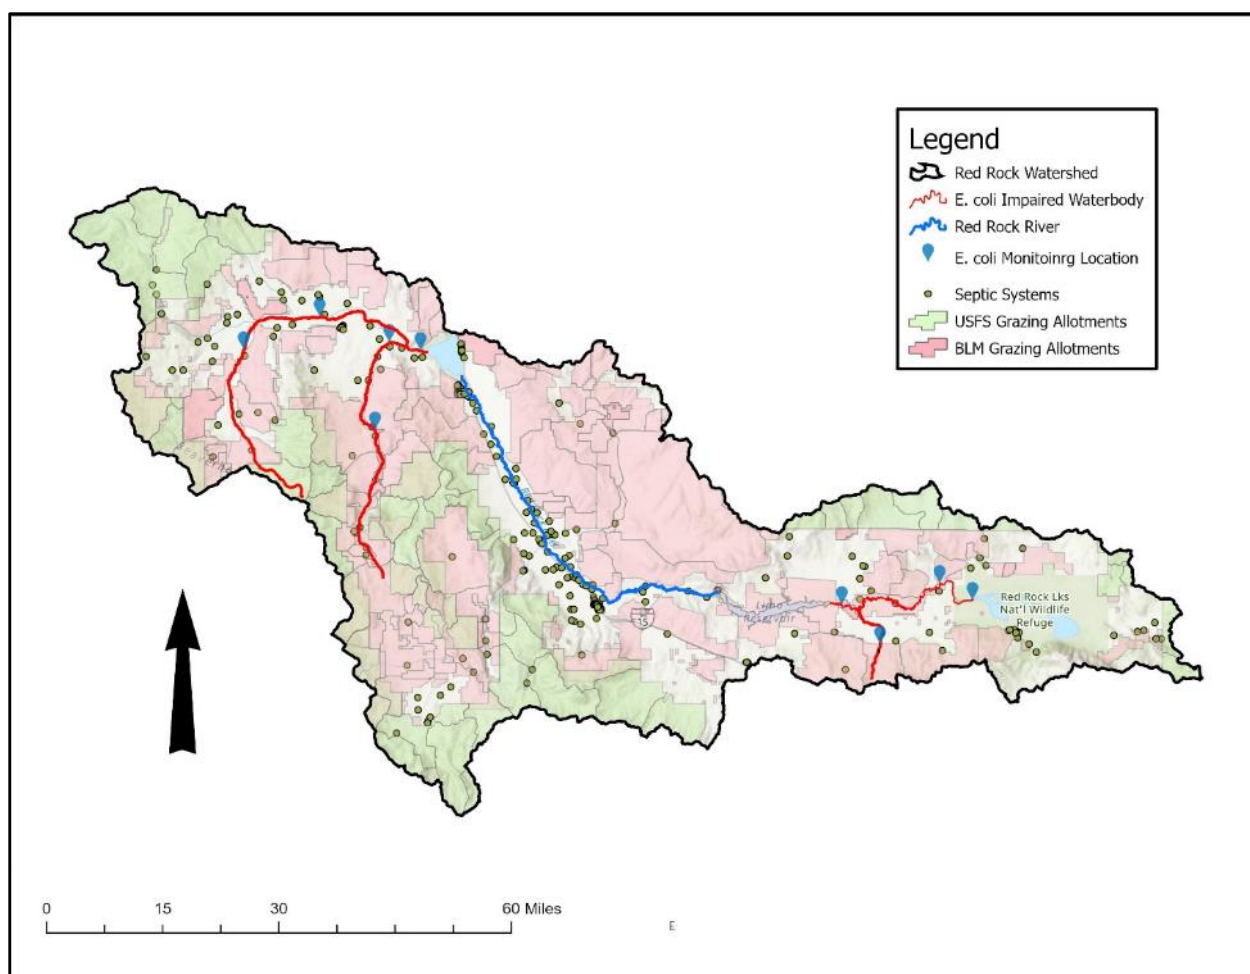 Legend
Red Rock Watershed
E. coli Impaired Waterbody
Red Rock River
E. coli Monitoinrg Location
Septic Systems
USFS Grazing Allotments
BLM Grazing Allotments
Reservoir
15
Red Rock Lks
Nat'l Wildlife
Refuge
0 15 30 60 Miles
E